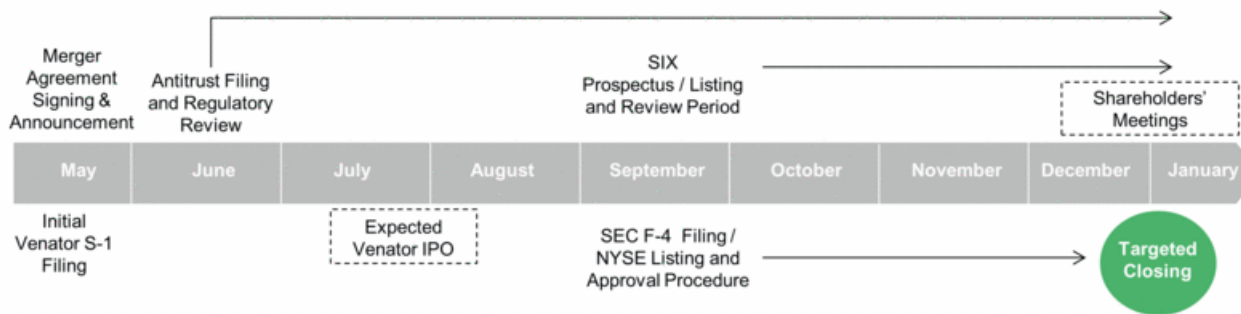 Merger
Agreement
Signing &
Announcement
Antitrust Filing
and Regulatory
Review
SIX
Prospectus / Listing
and Review Period
Shareholders'
Meetings
May June July August September October November December January
Initial
Venator S-1
Filing
Expected
Venator IPO
SEC F-4 Filing /
NYSE Listing and
Approval Procedure
Targeted
Closing